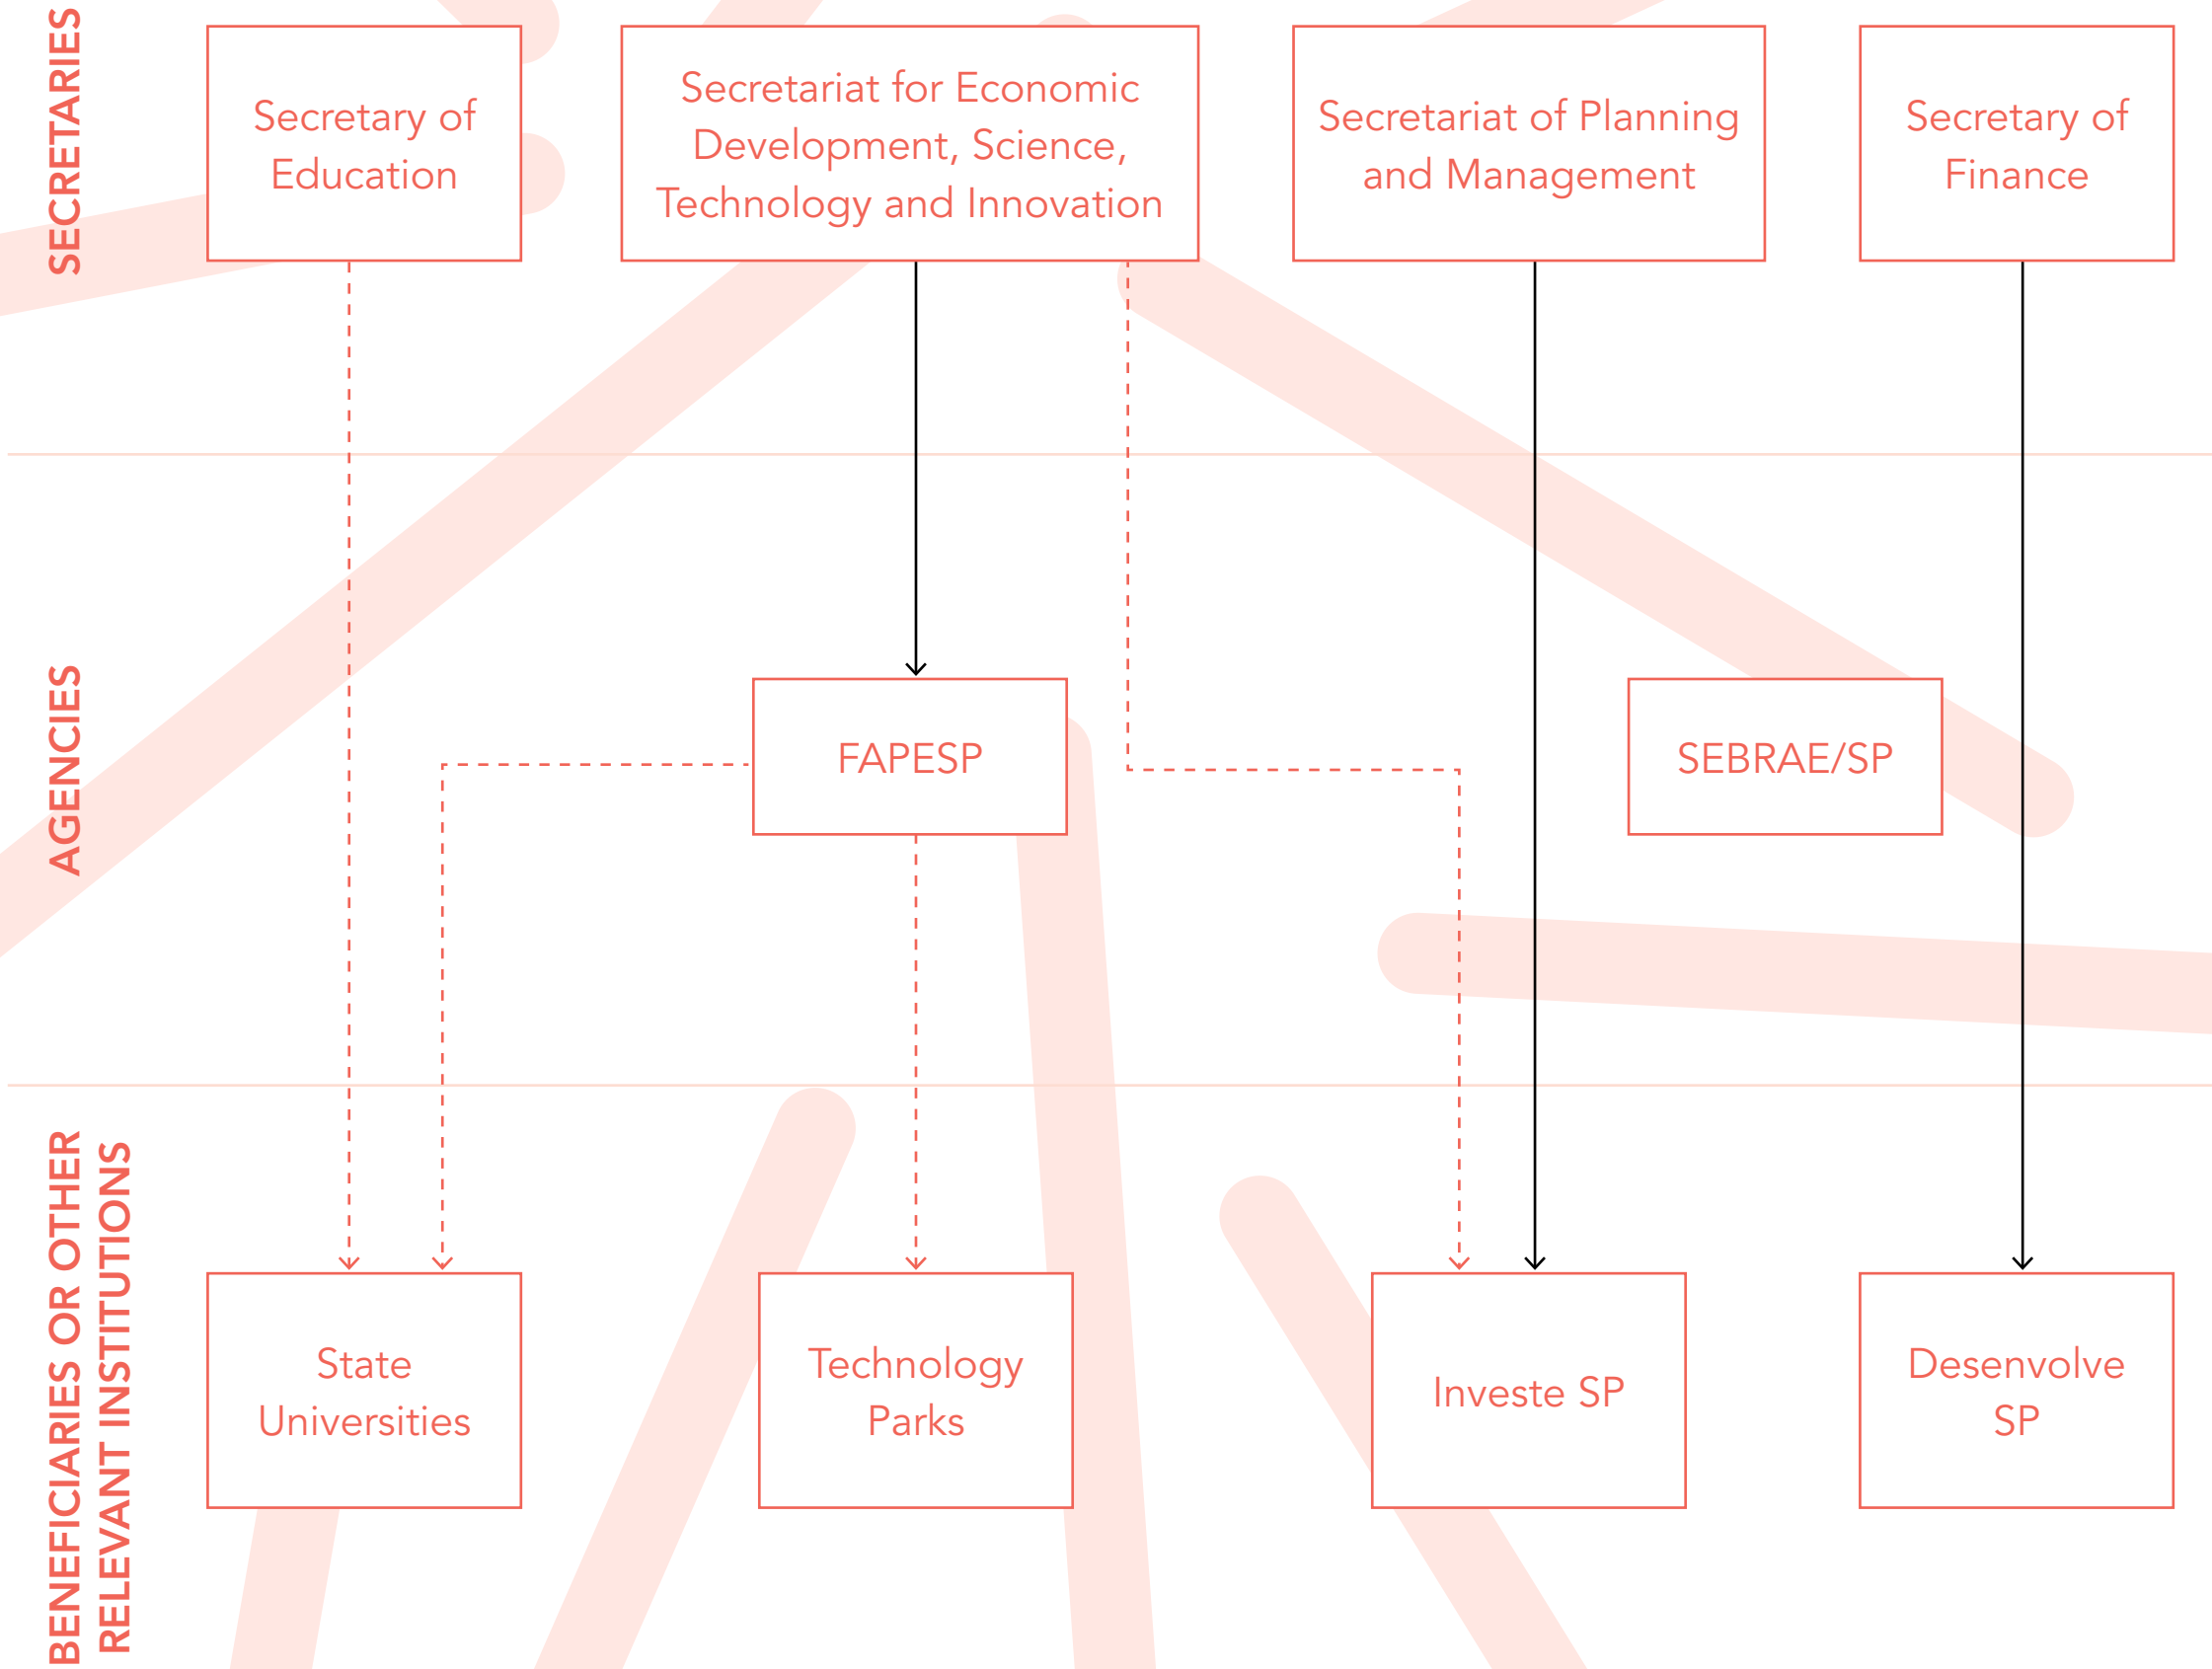 SECRETARIES
Secretary of
Education
Secretariat for Economic
Development, Science,
Technology and Innovation
Secretariat of Planning
and Management
Secretary of
Finance
AGENCIES
FAPESP
SEBRAE/SP
BENEFICIARIES OR OTHER
RELEVANT INSTITUTIONS
State
Universities
Technology
Parks
Investe SP
Desenvolve
SP